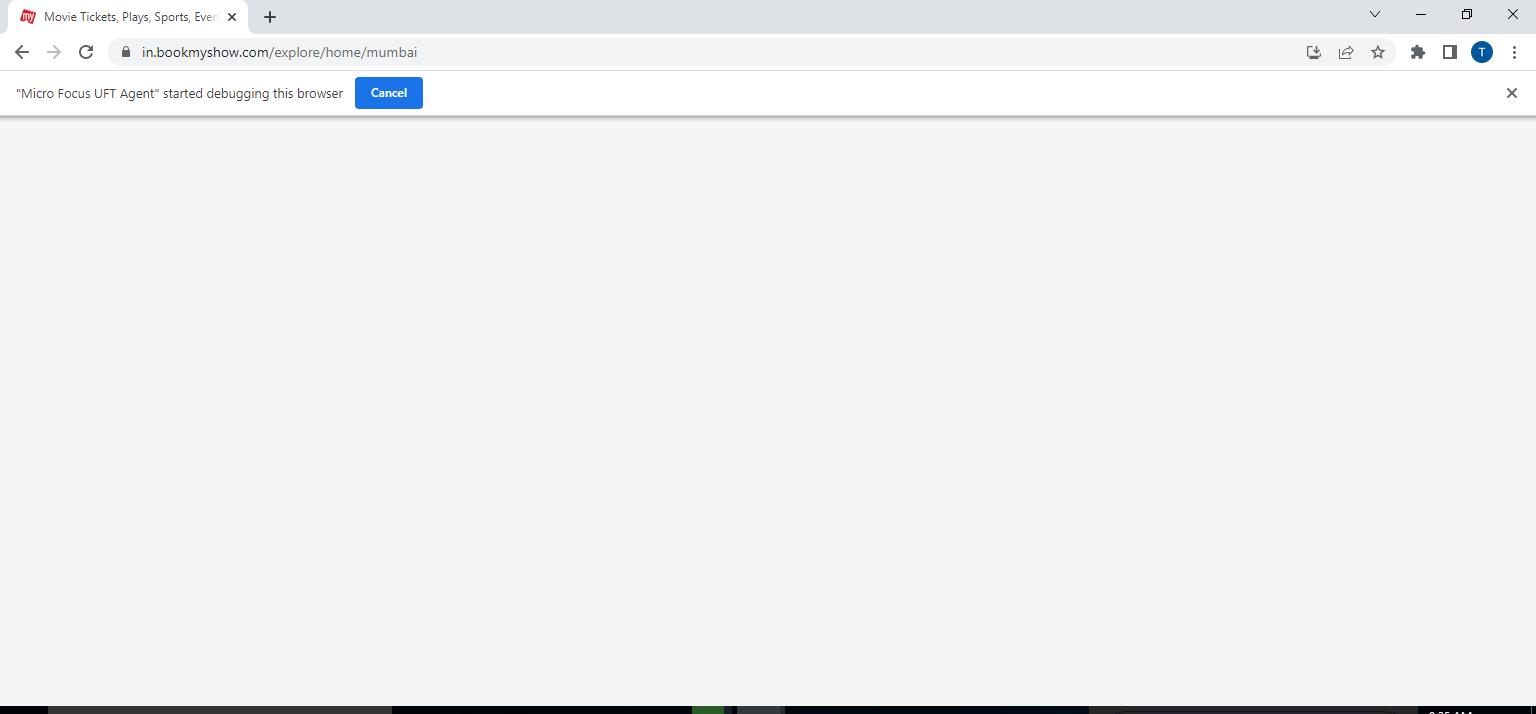 my Movie Tickets, Plays, Sports, Even
in.bookmyshow.com/explore/home/mumbai
T
"Micro Focus UFT Agent" started debugging this browser Cancel